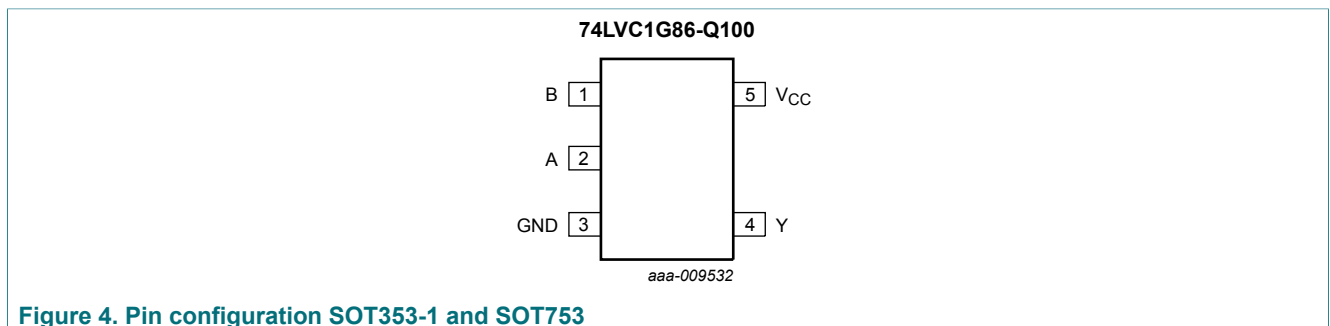 74LVC1G86-Q100
B 1
5 VCC
A 2
GND 3
4 Y
aaa-009532
Figure 4. Pin configuration SOT353-1 and SOT753